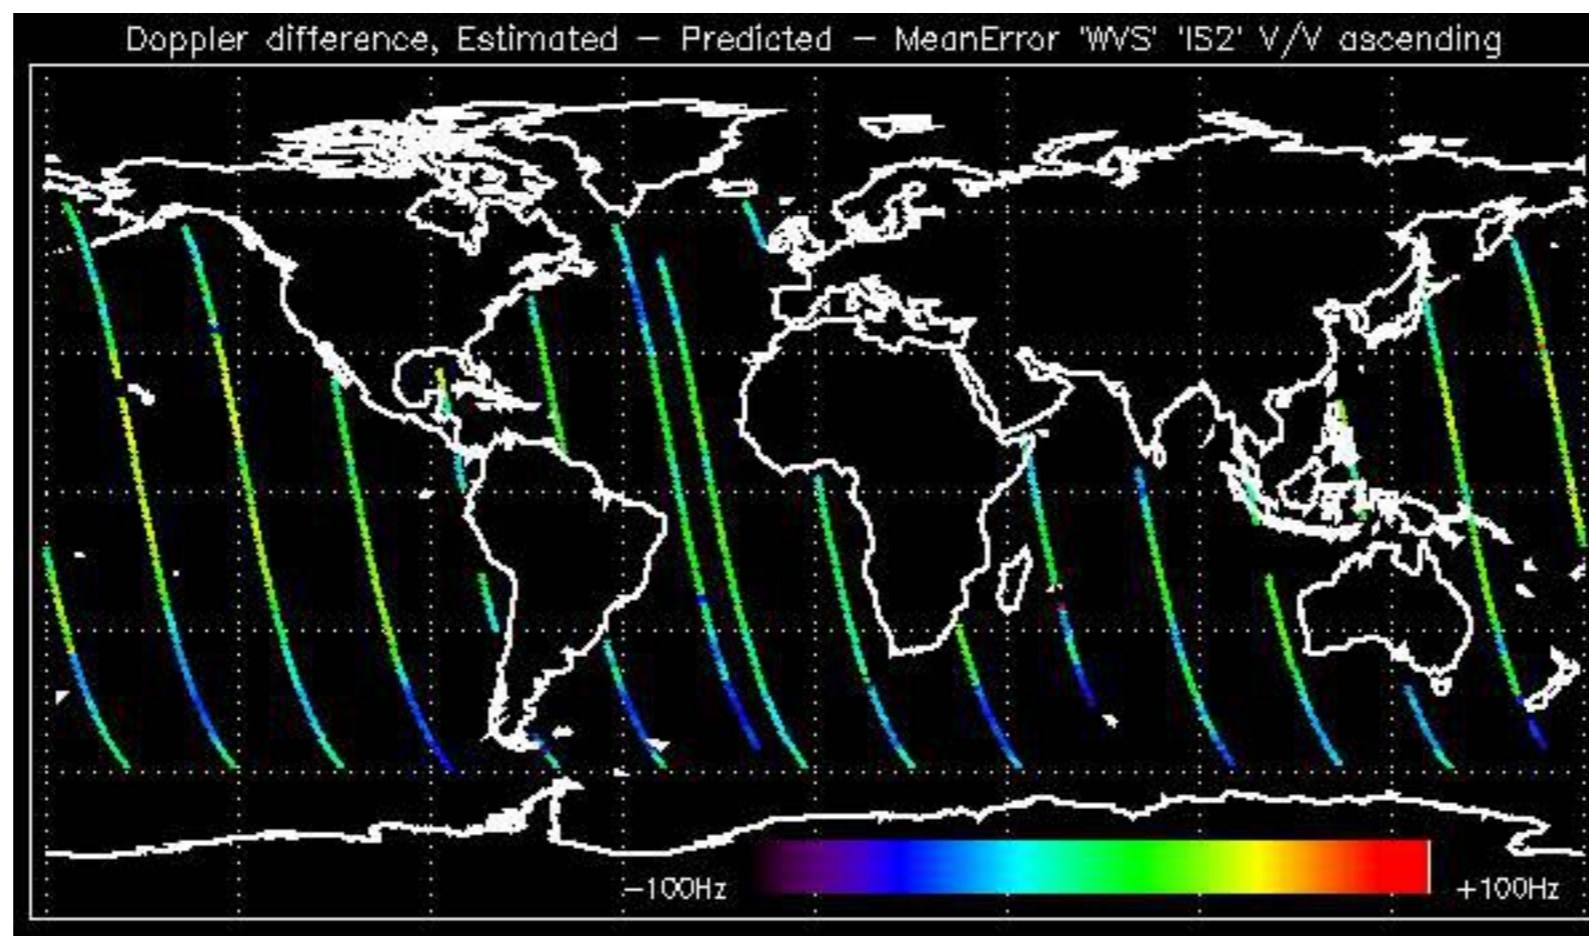 Doppler difference, Estimated – Predicted – MeanError 'WVS' 'IS2' V/V ascending
–100Hz +100Hz